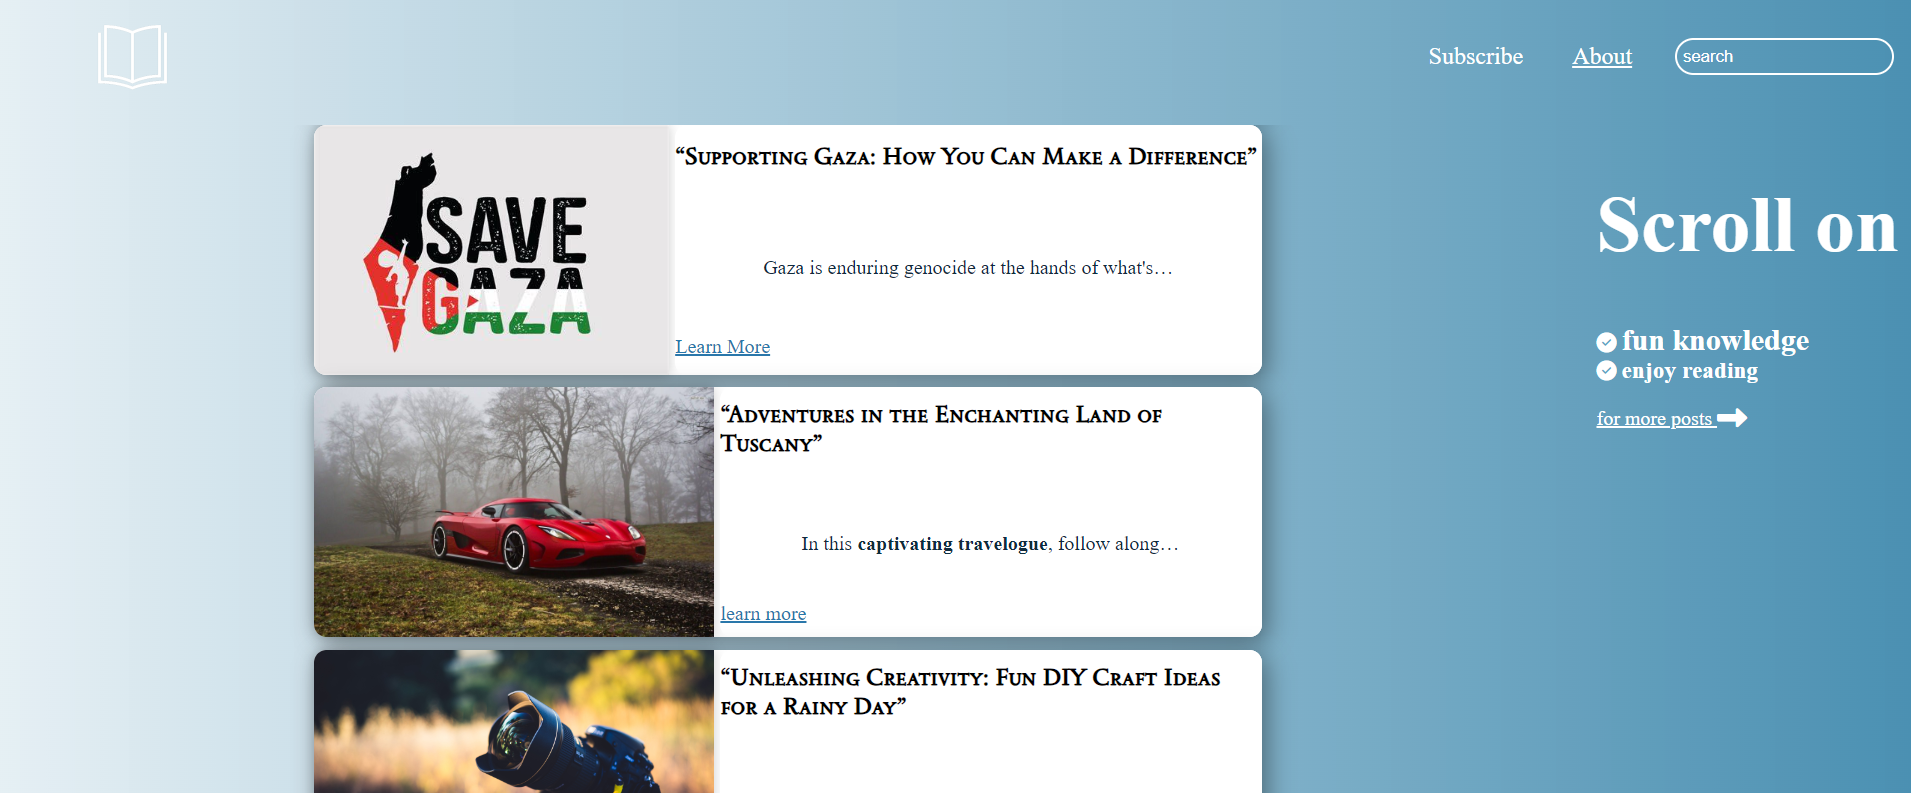 Subscribe About search
“Supporting Gaza: How You Can Make a Difference”
SAVE
GAZA
Gaza is enduring genocide at the hands of what's…
Learn More
Scroll on
fun knowledge
enjoy reading
for more posts
“Adventures in the Enchanting Land of
Tuscany”
In this captivating travelogue, follow along…
learn more
“Unleashing Creativity: Fun DIY Craft Ideas
for a Rainy Day”